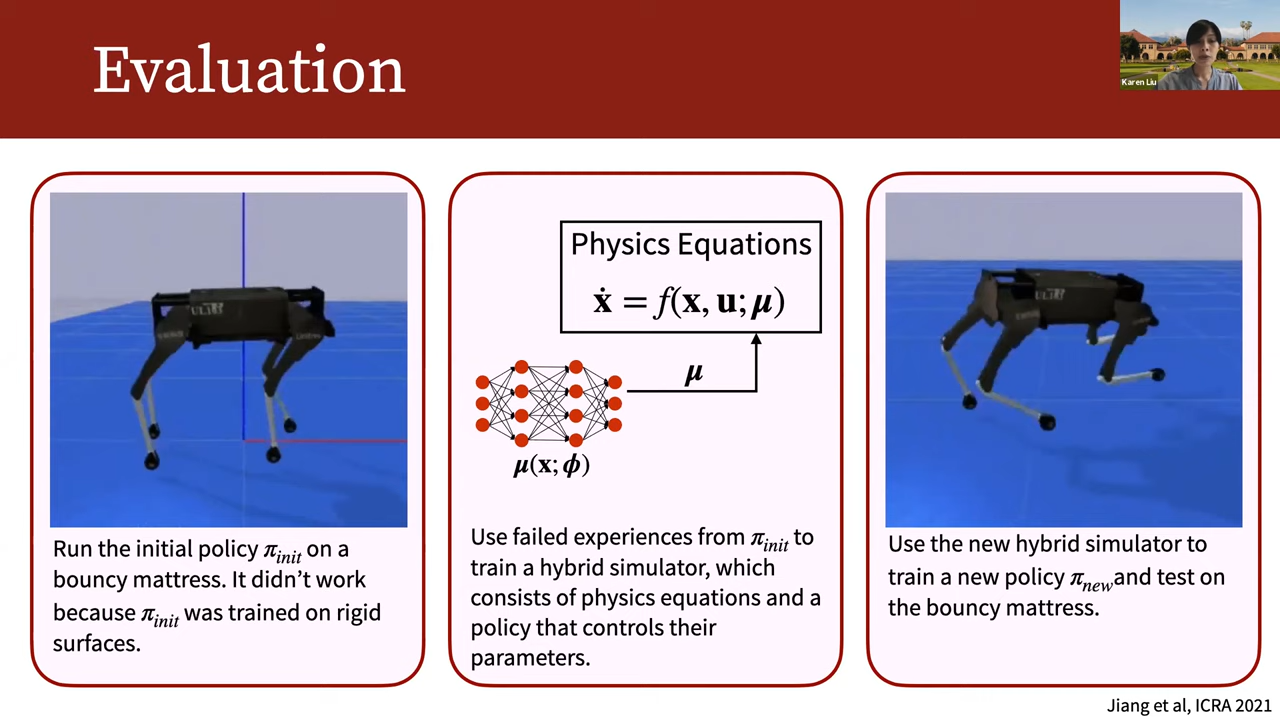 Evaluation
Karen Liu
Run the initial policy π_init on a
bouncy mattress. It didn’t work
because π_init was trained on rigid
surfaces.
Physics Equations
ẋ = f(x, u; μ)
μ
μ(x; ϕ)
Use failed experiences from π_init to
train a hybrid simulator, which
consists of physics equations and a
policy that controls their
parameters.
Use the new hybrid simulator to
train a new policy π_new and test on
the bouncy mattress.
Jiang et al, ICRA 2021